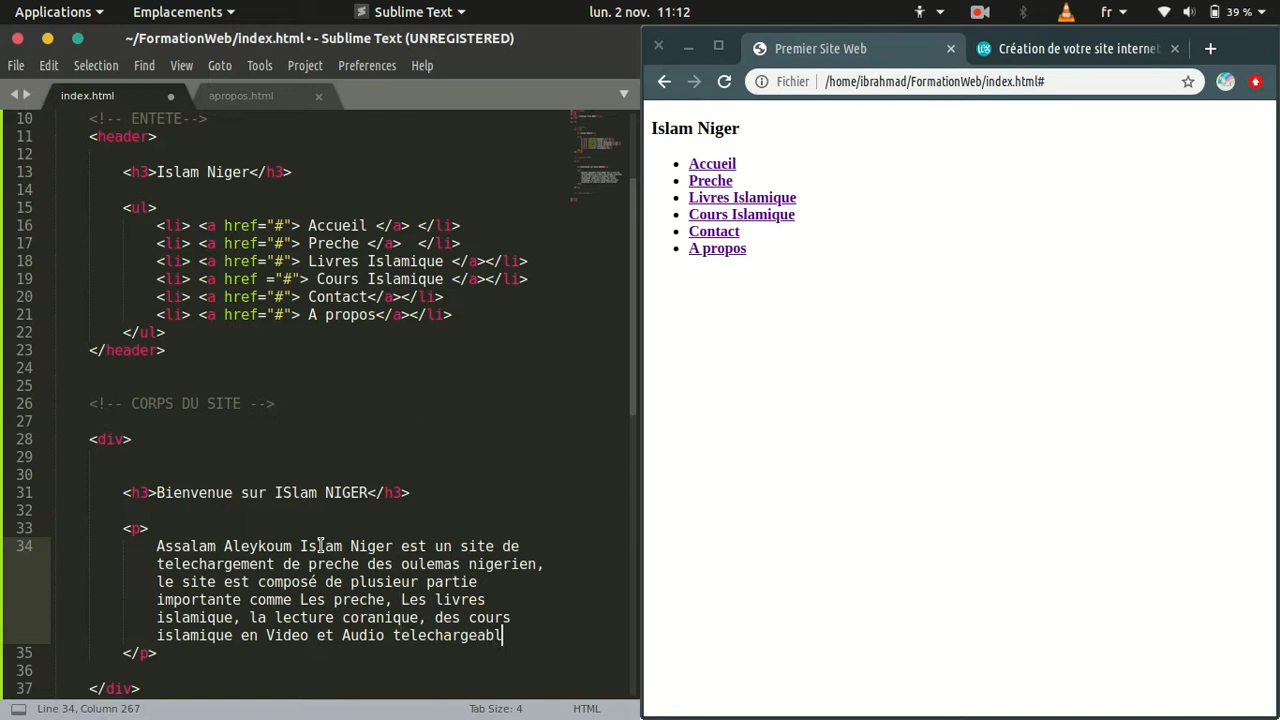 Applications Emplacements Sublime Text lun. 2 nov. 11:12 fr 39 %
~/FormationWeb/index.html • - Sublime Text (UNREGISTERED)
File Edit Selection Find View Goto Tools Project Preferences Help
index.html apropos.html
10 <!-- ENTETE-->
11 <header>
12
13 <h3>Islam Niger</h3>
14
15 <ul>
16 <li> <a href="#"> Accueil </a> </li>
17 <li> <a href="#"> Preche </a>  </li>
18 <li> <a href="#"> Livres Islamique </a></li>
19 <li> <a href ="#"> Cours Islamique </a></li>
20 <li> <a href="#"> Contact</a></li>
21 <li> <a href="#"> A propos</a></li>
22 </ul>
23 </header>
24
25
26 <!-- CORPS DU SITE -->
27
28 <div>
29
30
31 <h3>Bienvenue sur ISlam NIGER</h3>
32
33 <p>
34 Assalam Aleykoum Islam Niger est un site de
telechargement de preche des oulemas nigerien,
le site est composé de plusieur partie
importante comme Les preche, Les livres
islamique, la lecture coranique, des cours
islamique en Video et Audio telechargeabl
35 </p>
36
37 </div>
Line 34, Column 267 Tab Size: 4 HTML
Premier Site Web Création de votre site internet
Fichier /home/ibrahmad/FormationWeb/index.html#
Islam Niger
Accueil
Preche
Livres Islamique
Cours Islamique
Contact
A propos